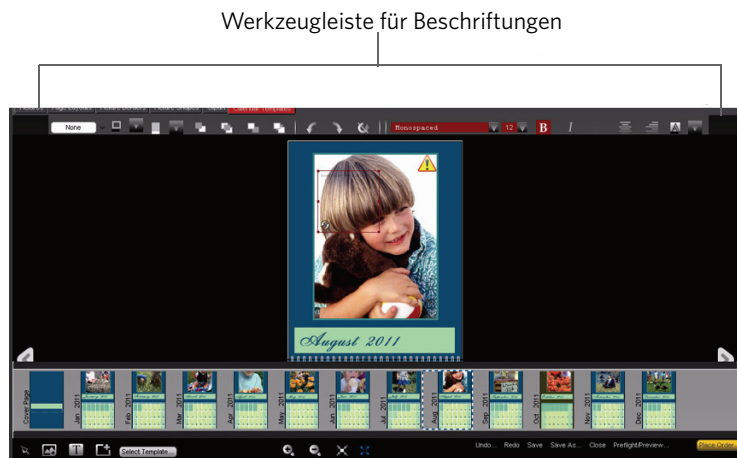 Werkzeugleiste für Beschriftungen
Calendar Templates
None
Monospaced
12
B
I
August 2011
Cover Page
Jan 2011
Feb 2011
Mar 2011
Apr 2011
May 2011
Jun 2011
Jul 2011
Aug 2011
Sep 2011
Oct 2011
Nov 2011
Dec 2011
T
Select Template...
Undo... Redo Save Save As... Close Preflight/Preview... Place Order...